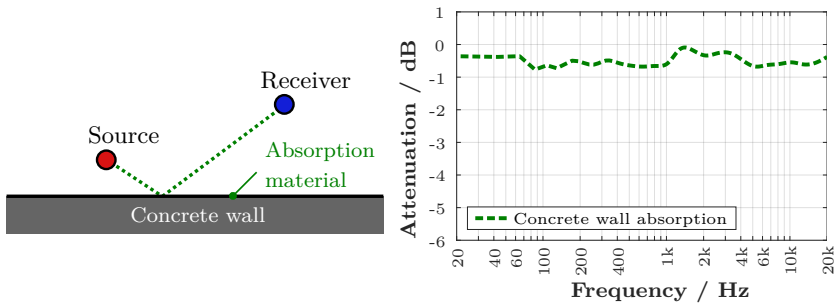 Receiver
Source
Absorption
material
Concrete wall
Attenuation / dB
1
0
-1
-2
-3
-4
-5
-6
Concrete wall absorption
20 40 60 100 200 400 1k 2k 4k 6k 10k 20k
Frequency / Hz